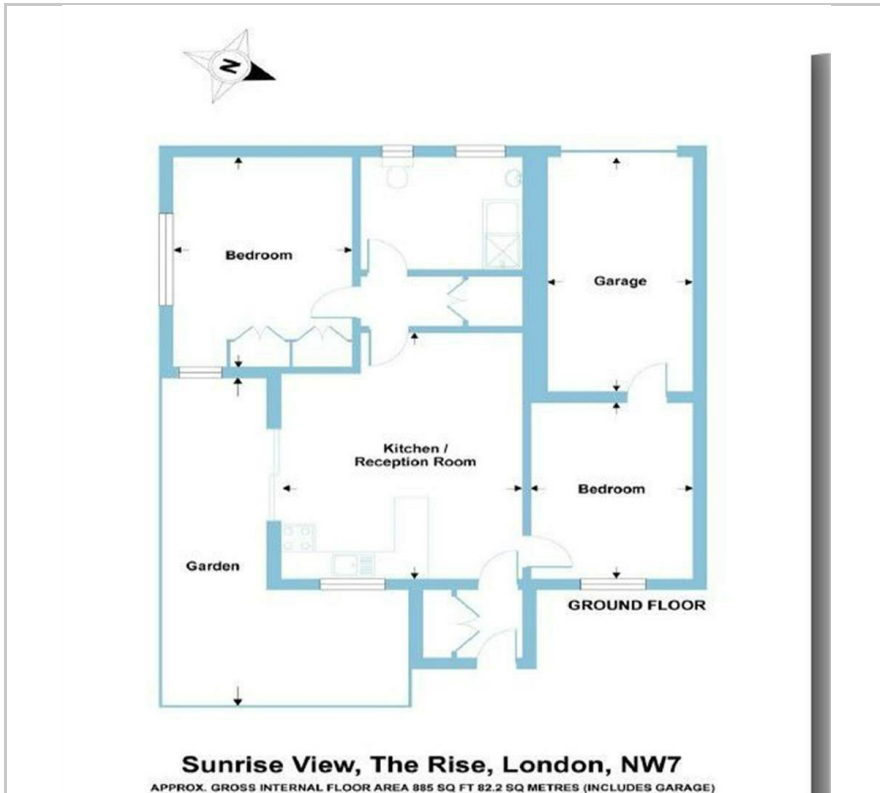 N
Bedroom
Garage
Kitchen /
Reception Room
Bedroom
Garden
GROUND FLOOR
Sunrise View, The Rise, London, NW7
APPROX. GROSS INTERNAL FLOOR AREA 885 SQ FT 82.2 SQ METRES (INCLUDES GARAGE)